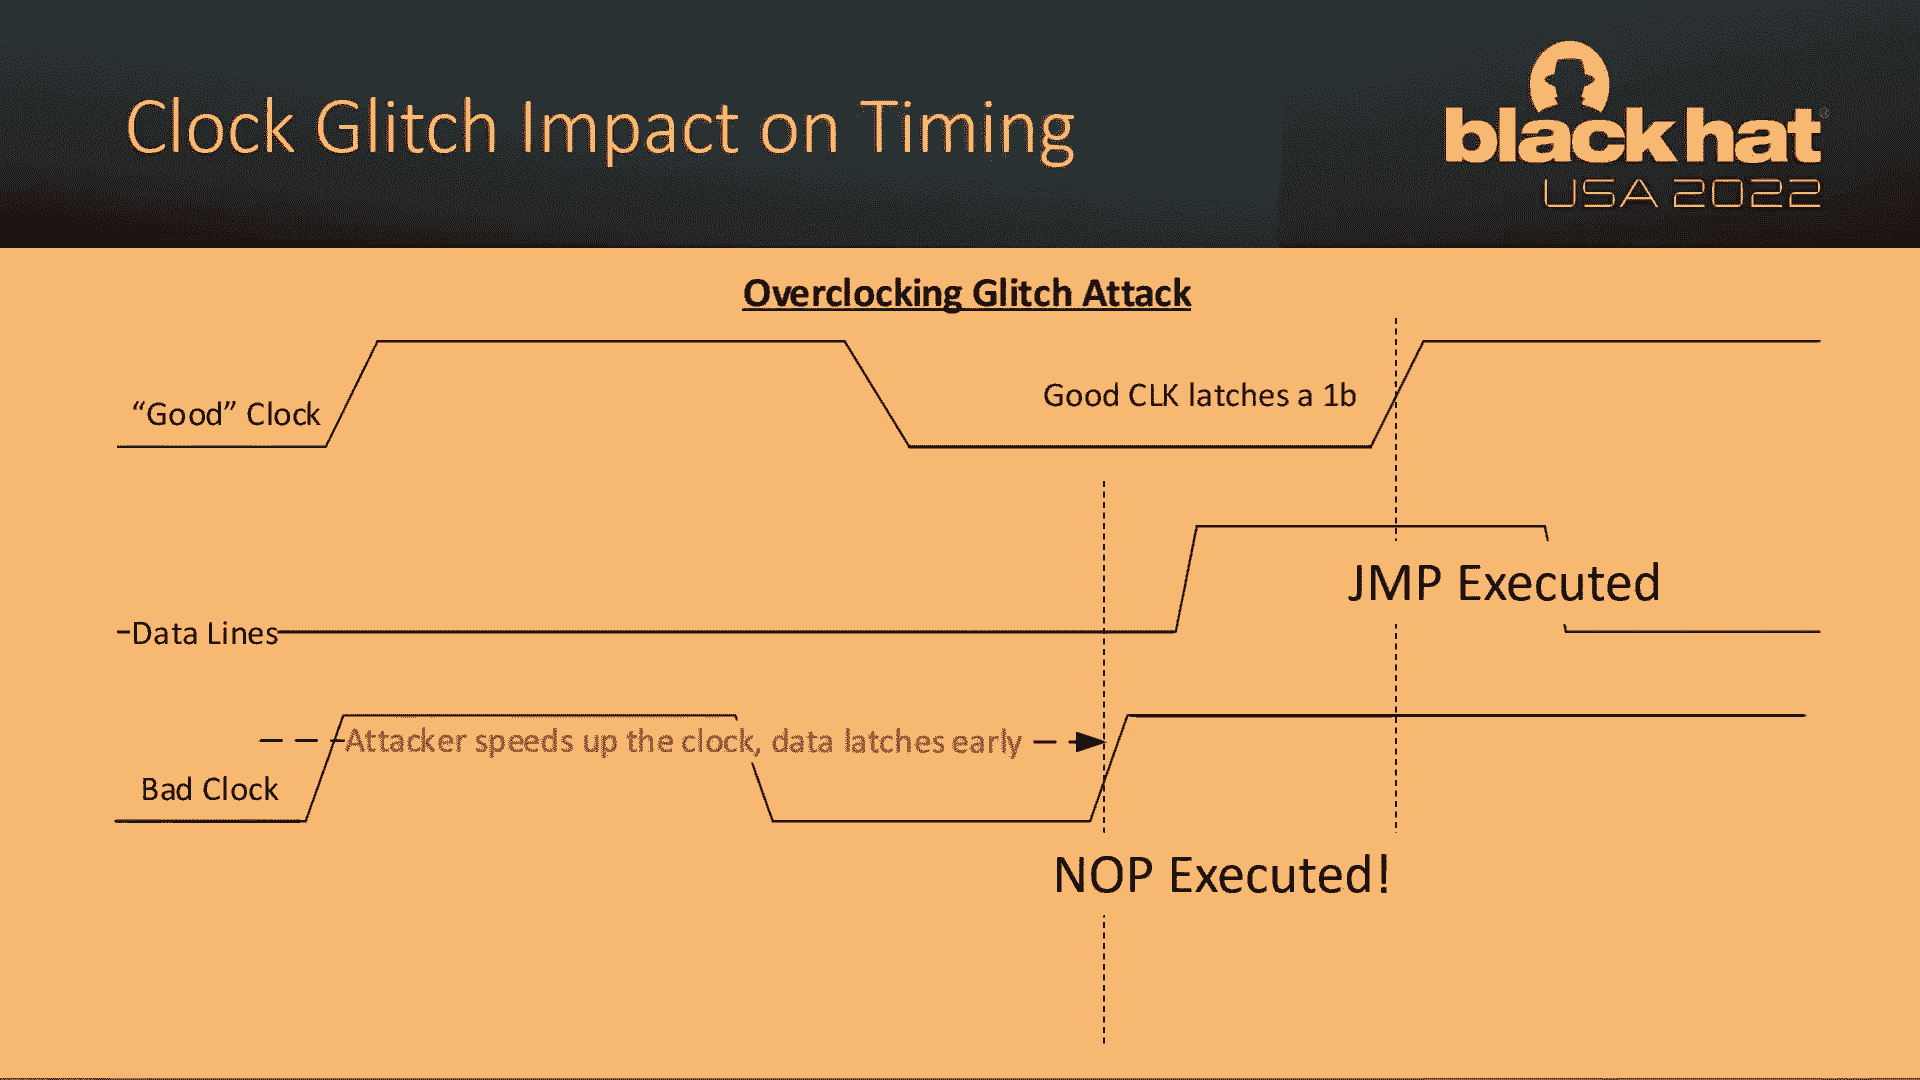 Clock Glitch Impact on Timing
black hat®
USA 2022
Overclocking Glitch Attack
“Good” Clock
Good CLK latches a 1b
JMP Executed
Data Lines
Attacker speeds up the clock, data latches early
Bad Clock
NOP Executed!